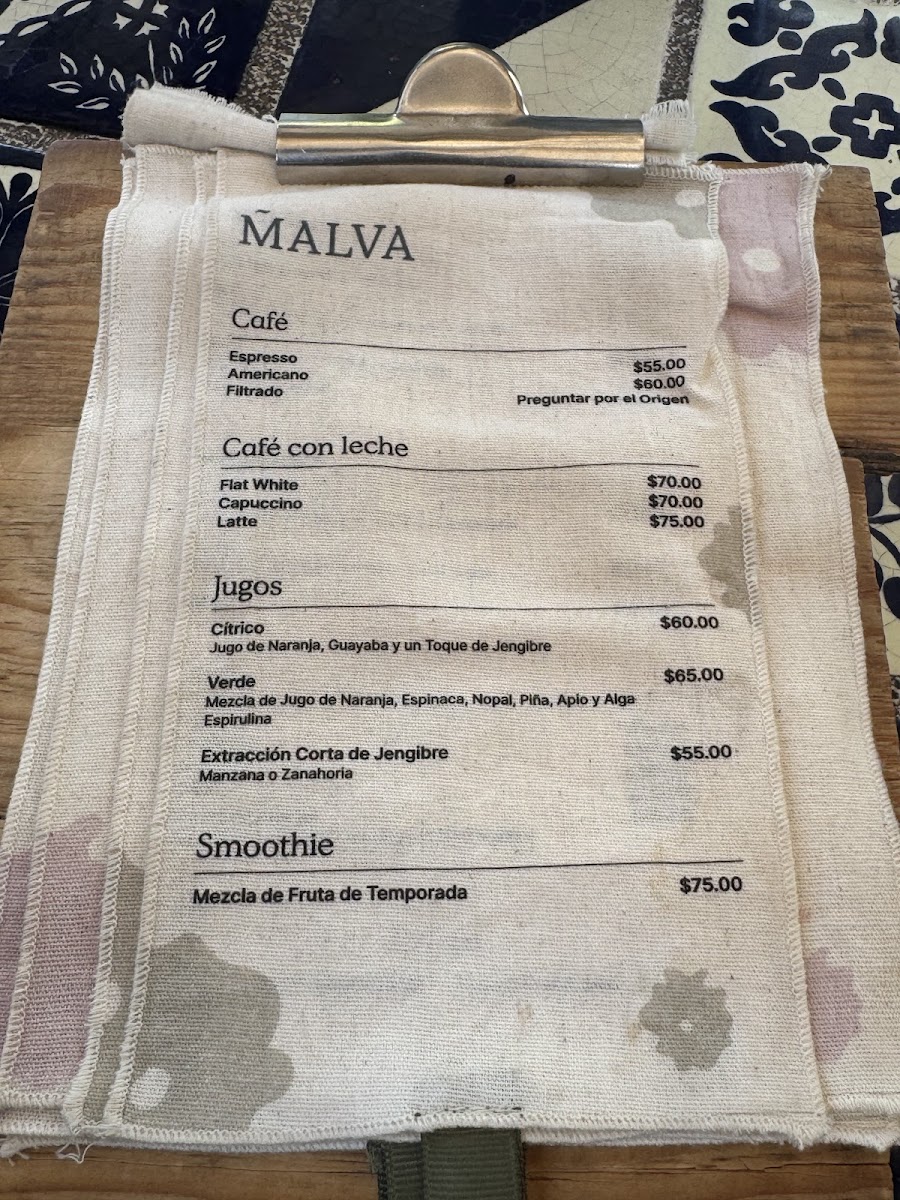 M̃ALVA
Café
Espresso $55.00
Americano $60.00
Filtrado Preguntar por el Origen
Café con leche
Flat White $70.00
Capuccino $70.00
Latte $75.00
Jugos
Cítrico $60.00
Jugo de Naranja, Guayaba y un Toque de Jengibre
Verde $65.00
Mezcla de Jugo de Naranja, Espinaca, Nopal, Piña, Apio y Alga
Espirulina
Extracción Corta de Jengibre $55.00
Manzana o Zanahoria
Smoothie
Mezcla de Fruta de Temporada $75.00